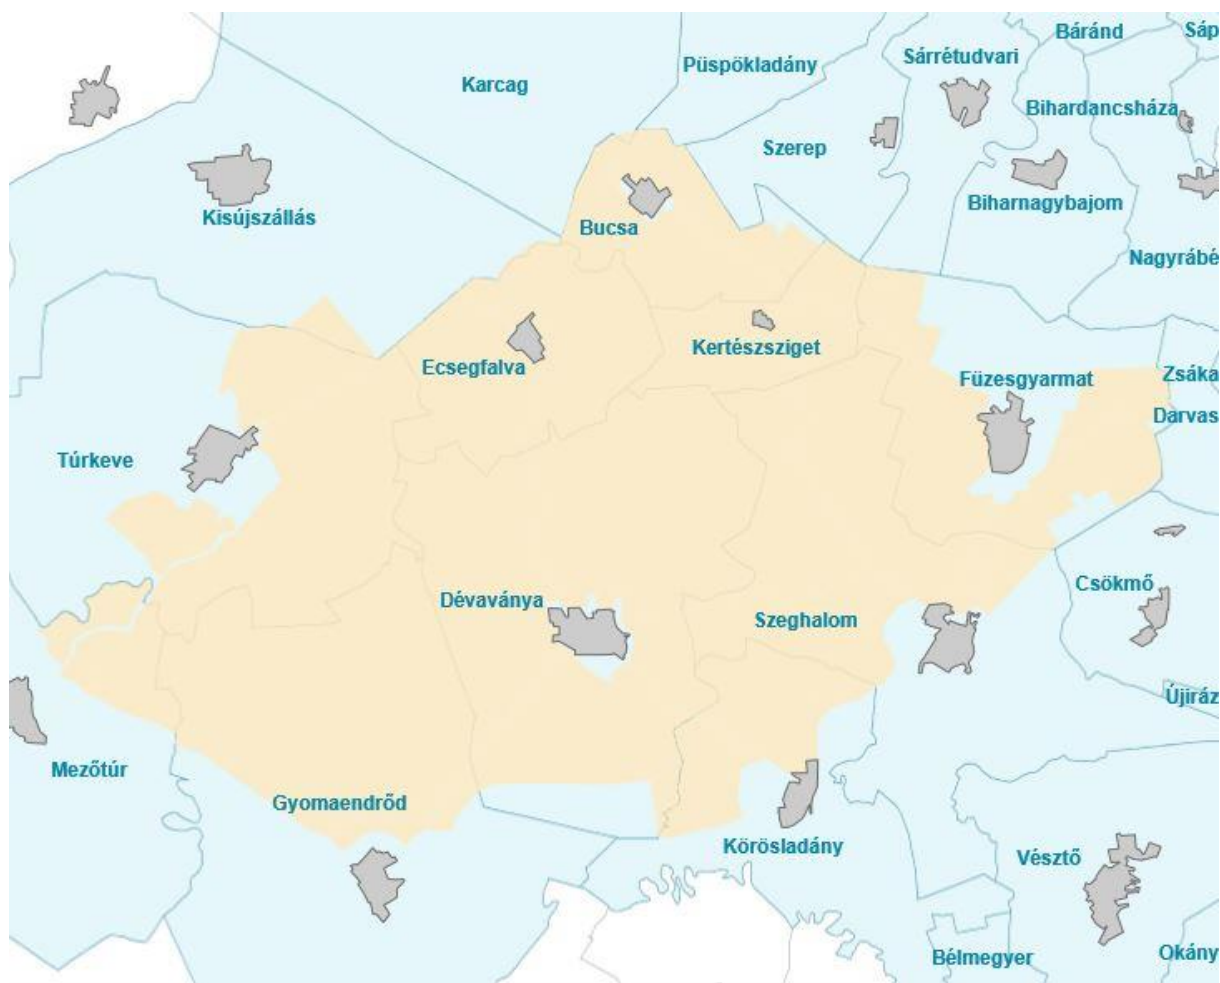 Báránd
Sáp
Sárrétudvari
Püspökladány
Karcag
Bihardancsháza
Szerep
Biharnagybajom
Kisújszállás
Bucsa
Nagyrábé
Kertészsziget
Ecsegfalva
Füzesgyarmat
Zsáka
Darvas
Túrkeve
Csökmő
Dévaványa
Szeghalom
Újiráz
Mezőtúr
Gyomaendrőd
Körösladány
Vésztő
Okány
Bélmegyer